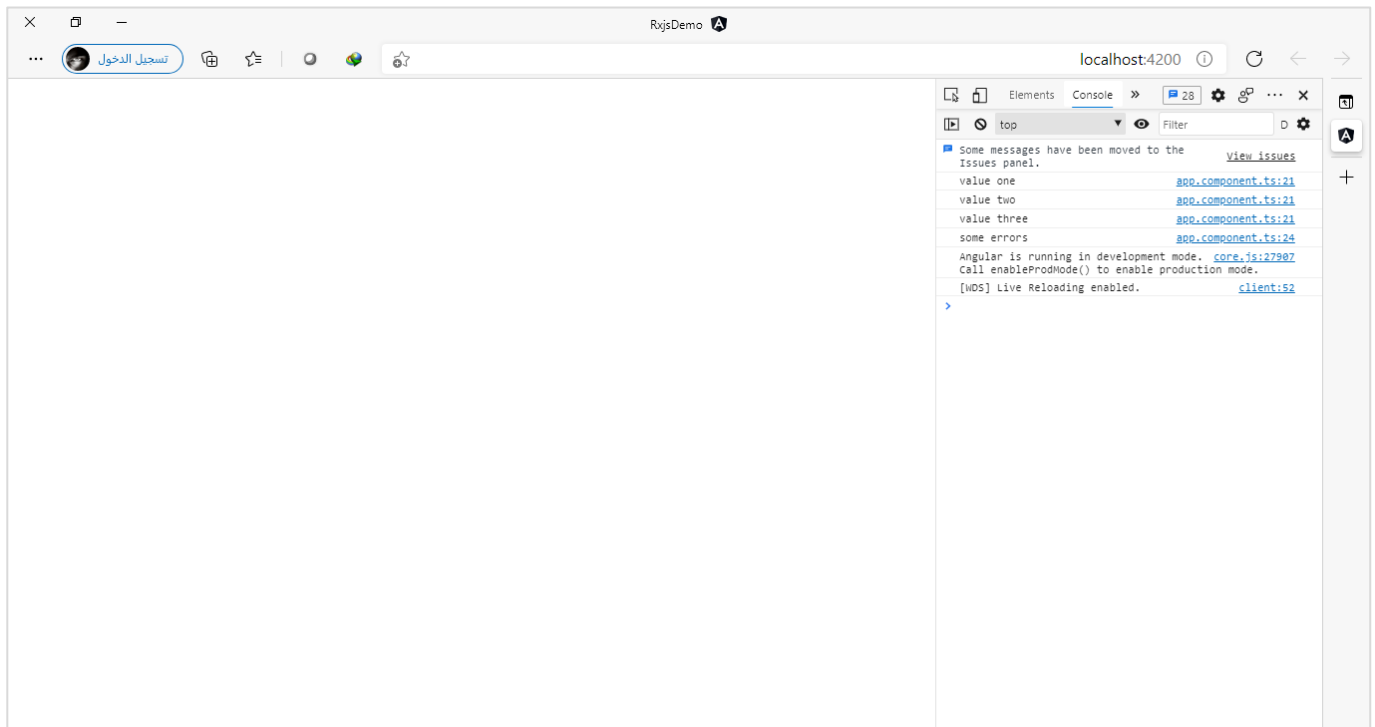 RxjsDemo
تسجيل الدخول
localhost:4200
Elements Console » 28
top Filter D
Some messages have been moved to the Issues panel. View issues
value one app.component.ts:21
value two app.component.ts:21
value three app.component.ts:21
some errors app.component.ts:24
Angular is running in development mode. core.js:27907
Call enableProdMode() to enable production mode.
[WDS] Live Reloading enabled. client:52